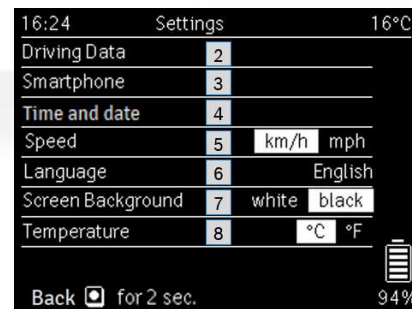 16:24 Settings 16°C
Driving Data 2
Smartphone 3
Time and date 4
Speed 5 km/h mph
Language 6 English
Screen Background 7 white black
Temperature 8 °C °F
Back for 2 sec. 94%